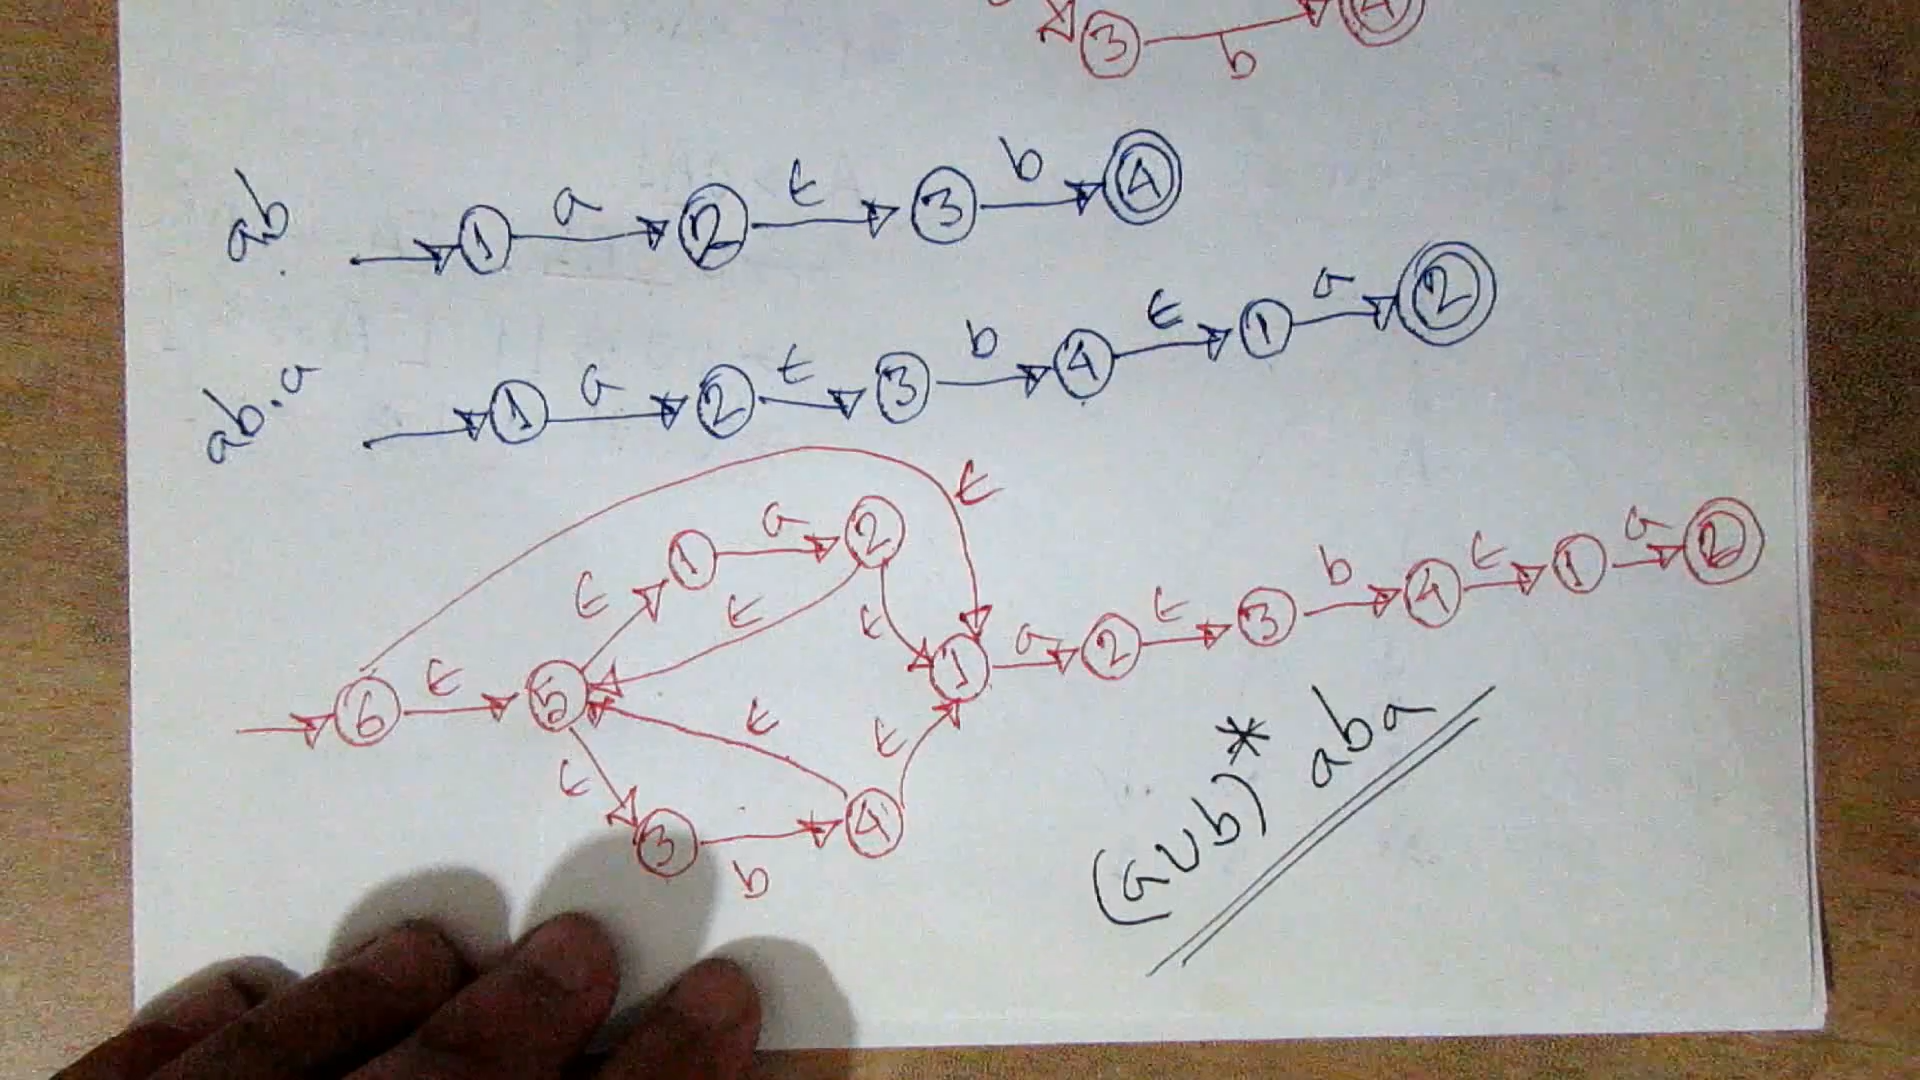 3 b 4
ab 1 a 2 ε 3 b 4
ab.a 1 a 2 ε 3 b 4 ε 1 a 2
6 ε 5 ε 1 a 2 ε ε ε 1 a 2 ε 3 b 4 ε 1 a 2
ε 3 b 4 ε ε
(a∪b)* aba